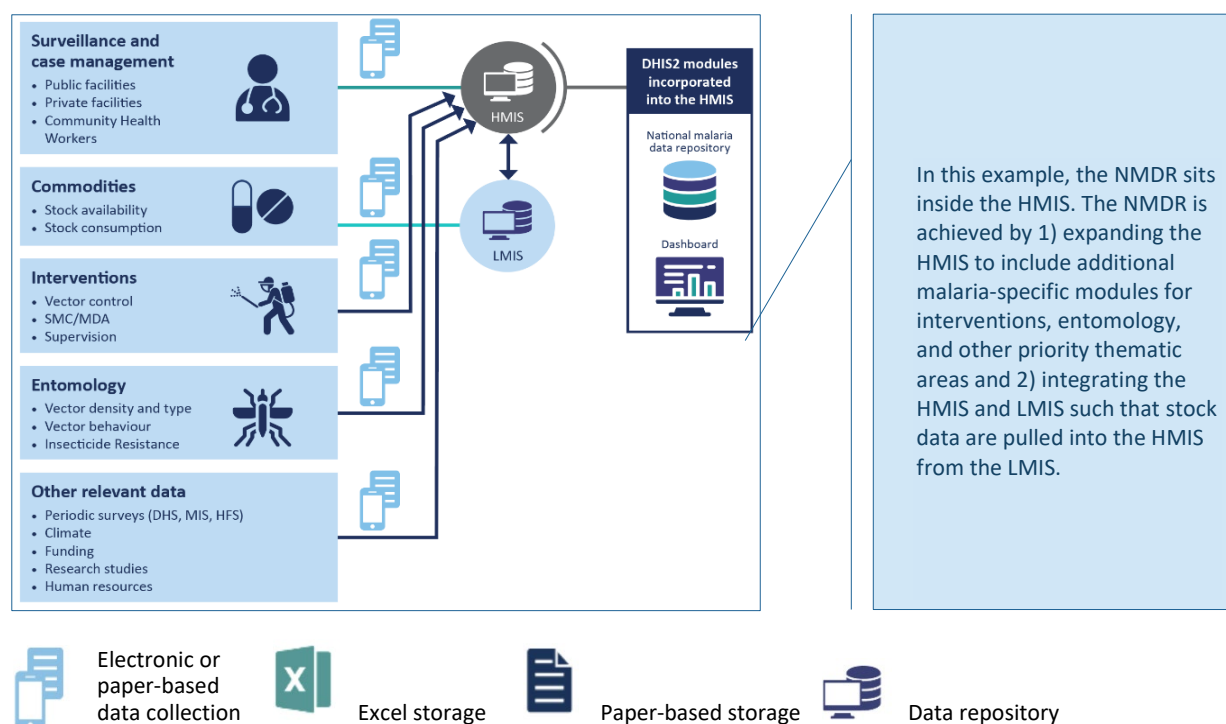 Surveillance and
case management
• Public facilities
• Private facilities
• Community Health
Workers
Commodities
• Stock availability
• Stock consumption
Interventions
• Vector control
• SMC/MDA
• Supervision
Entomology
• Vector density and type
• Vector behaviour
• Insecticide Resistance
Other relevant data
• Periodic surveys (DHS, MIS, HFS)
• Climate
• Funding
• Research studies
• Human resources
HMIS
LMIS
DHIS2 modules
incorporated
into the HMIS
National malaria
data repository
Dashboard
In this example, the NMDR sits
inside the HMIS. The NMDR is
achieved by 1) expanding the
HMIS to include additional
malaria-specific modules for
interventions, entomology,
and other priority thematic
areas and 2) integrating the
HMIS and LMIS such that stock
data are pulled into the HMIS
from the LMIS.
Electronic or
paper-based
data collection
X
Excel storage
Paper-based storage
Data repository